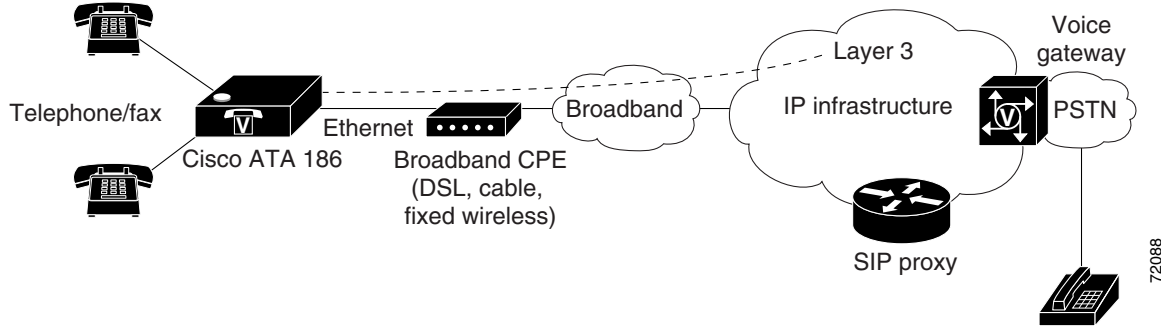 Telephone/fax
V
Cisco ATA 186
Ethernet
Broadband CPE
(DSL, cable,
fixed wireless)
Broadband
Layer 3
IP infrastructure
SIP proxy
Voice
gateway
V
PSTN
72088